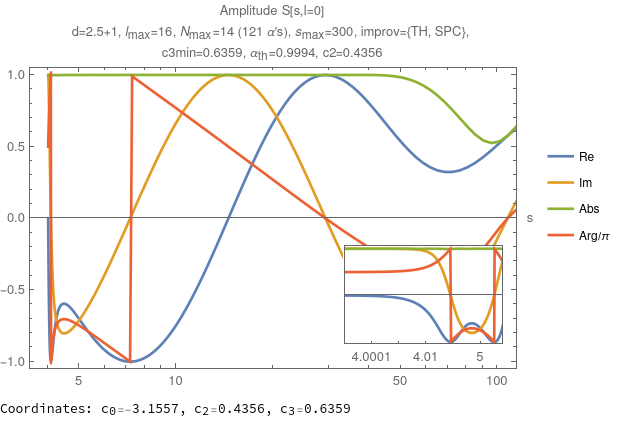 Amplitude S[s,l=0]
d=2.5+1, lmax=16, Nmax=14 (121 α's), smax=300, improv={TH, SPC},
c3min=0.6359, αth=0.9994, c2=0.4356
1.0
0.5
0.0
-0.5
-1.0
5
10
50
100
s
Re
Im
Abs
Arg/π
4.0001
4.01
5
Coordinates: c0=-3.1557, c2=0.4356, c3=0.6359